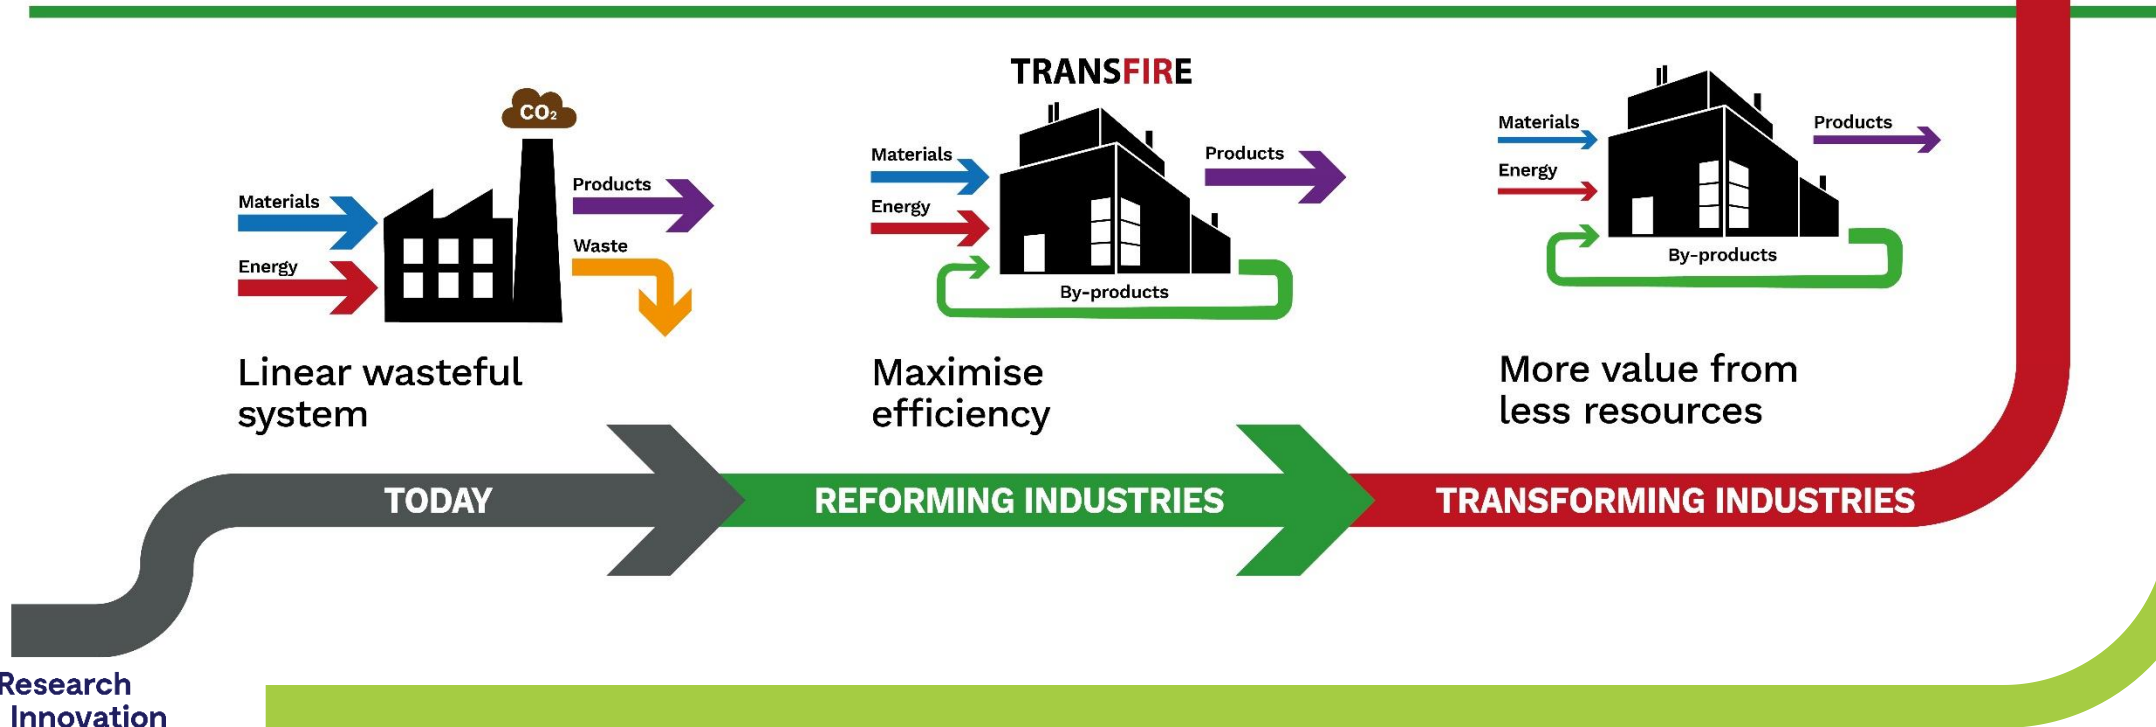 CO₂
Materials
Energy
Products
Waste
Linear wasteful
system
TRANSFIRE
Materials
Energy
Products
By-products
Maximise
efficiency
Materials
Energy
Products
By-products
More value from
less resources
TODAY
REFORMING INDUSTRIES
TRANSFORMING INDUSTRIES
Research
Innovation